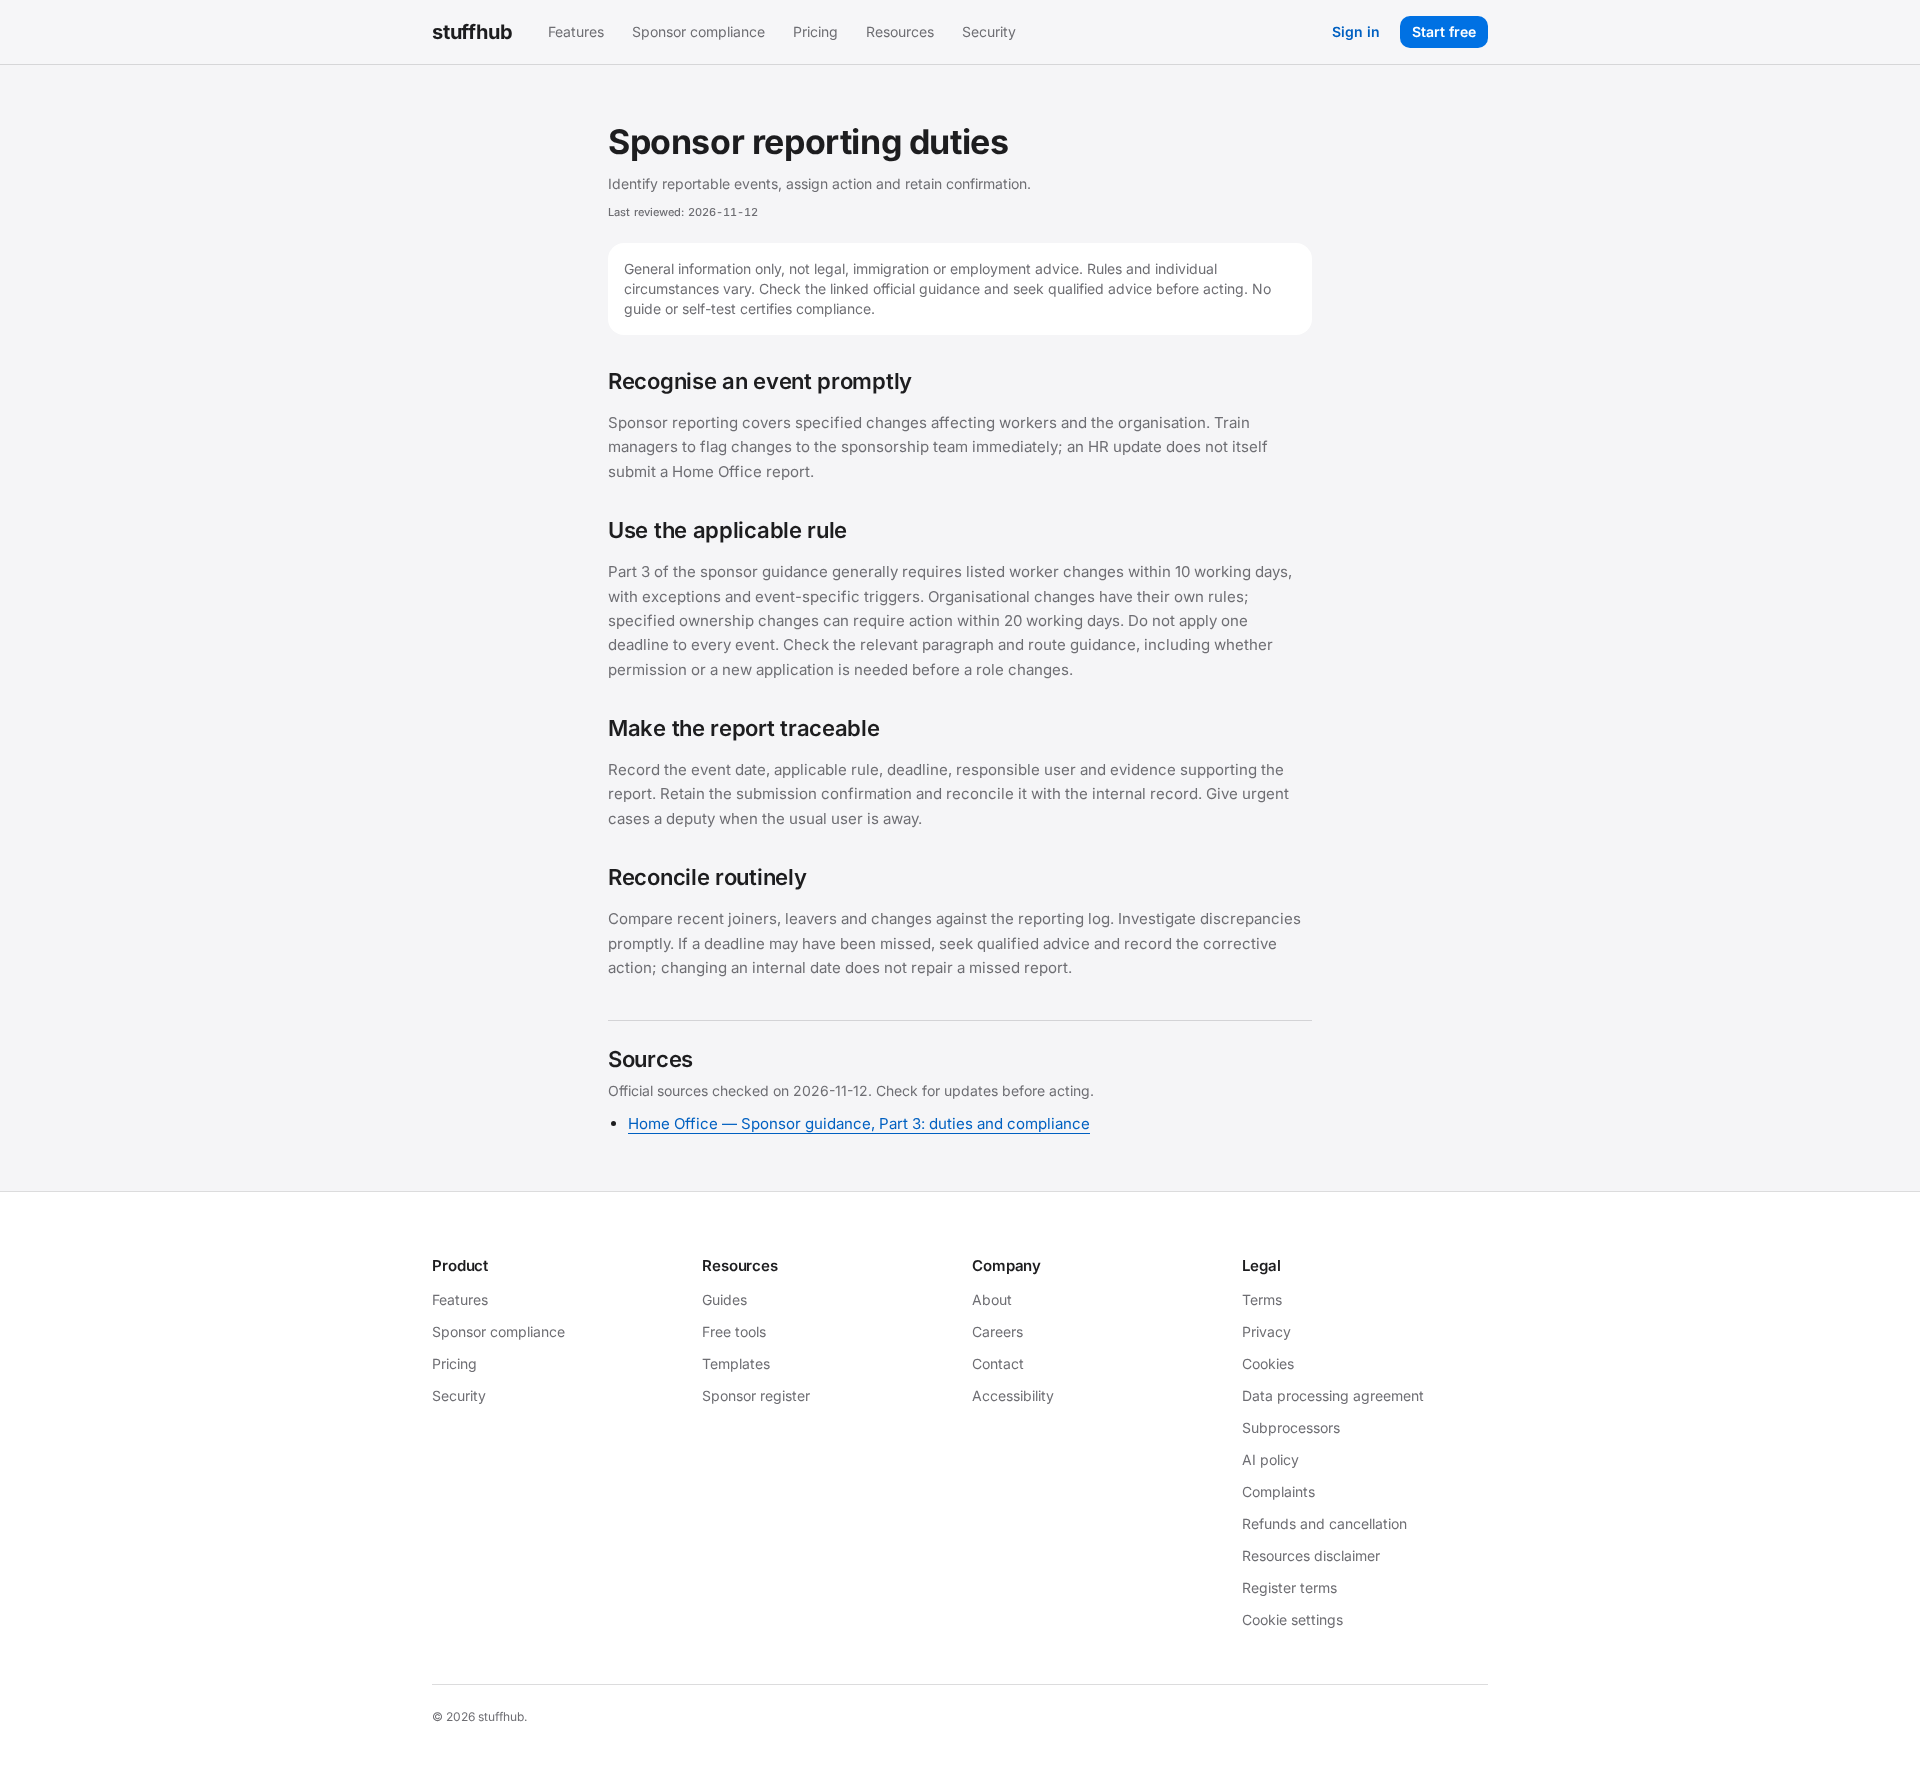 stuffhub
Features
Sponsor compliance
Pricing
Resources
Security
Sign in
Start free
Sponsor reporting duties
Identify reportable events, assign action and retain confirmation.
Last reviewed: 2026-11-12
General information only, not legal, immigration or employment advice. Rules and individual
circumstances vary. Check the linked official guidance and seek qualified advice before acting. No
guide or self-test certifies compliance.
Recognise an event promptly
Sponsor reporting covers specified changes affecting workers and the organisation. Train
managers to flag changes to the sponsorship team immediately; an HR update does not itself
submit a Home Office report.
Use the applicable rule
Part 3 of the sponsor guidance generally requires listed worker changes within 10 working days,
with exceptions and event-specific triggers. Organisational changes have their own rules;
specified ownership changes can require action within 20 working days. Do not apply one
deadline to every event. Check the relevant paragraph and route guidance, including whether
permission or a new application is needed before a role changes.
Make the report traceable
Record the event date, applicable rule, deadline, responsible user and evidence supporting the
report. Retain the submission confirmation and reconcile it with the internal record. Give urgent
cases a deputy when the usual user is away.
Reconcile routinely
Compare recent joiners, leavers and changes against the reporting log. Investigate discrepancies
promptly. If a deadline may have been missed, seek qualified advice and record the corrective
action; changing an internal date does not repair a missed report.
Sources
Official sources checked on 2026-11-12. Check for updates before acting.
• Home Office — Sponsor guidance, Part 3: duties and compliance
Product
Features
Sponsor compliance
Pricing
Security
Resources
Guides
Free tools
Templates
Sponsor register
Company
About
Careers
Contact
Accessibility
Legal
Terms
Privacy
Cookies
Data processing agreement
Subprocessors
AI policy
Complaints
Refunds and cancellation
Resources disclaimer
Register terms
Cookie settings
© 2026 stuffhub.